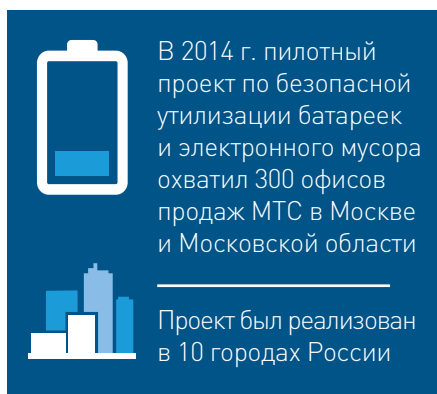 В 2014 г. пилотный
проект по безопасной
утилизации батареек
и электронного мусора
охватил 300 офисов
продаж МТС в Москве
и Московской области
Проект был реализован
в 10 городах России